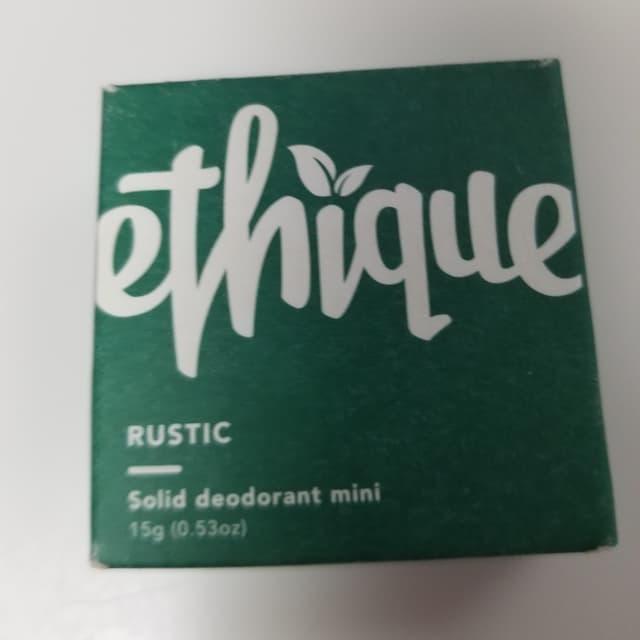 ethique
RUSTIC
Solid deodorant mini
15g (0.53oz)